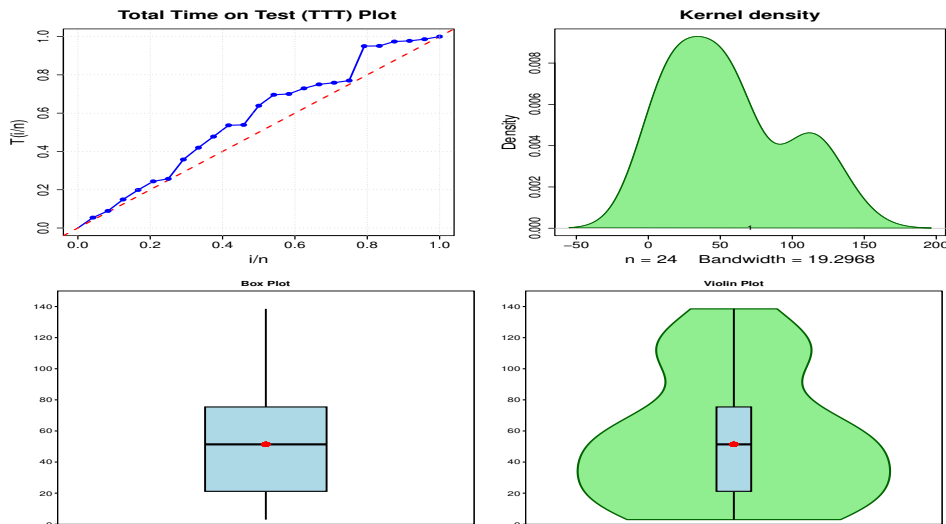 Total Time on Test (TTT) Plot
T(i/n)
1.0
0.8
0.6
0.4
0.2
0.0
0.0 0.2 0.4 0.6 0.8 1.0
i/n
Kernel density
Density
0.008
0.006
0.004
0.002
0.000
1
−50 0 50 100 150 200
n = 24 Bandwidth = 19.2968
Box Plot
140
120
100
80
60
40
20
0
Violin Plot
140
120
100
80
60
40
20
0